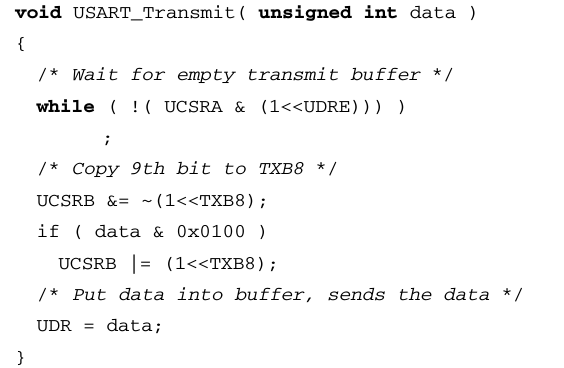 void USART_Transmit( unsigned int data )
{
/* Wait for empty transmit buffer */
while ( !( UCSRA & (1<<UDRE))) )
;
/* Copy 9th bit to TXB8 */
UCSRB &= ~(1<<TXB8);
if ( data & 0x0100 )
UCSRB |= (1<<TXB8);
/* Put data into buffer, sends the data */
UDR = data;
}